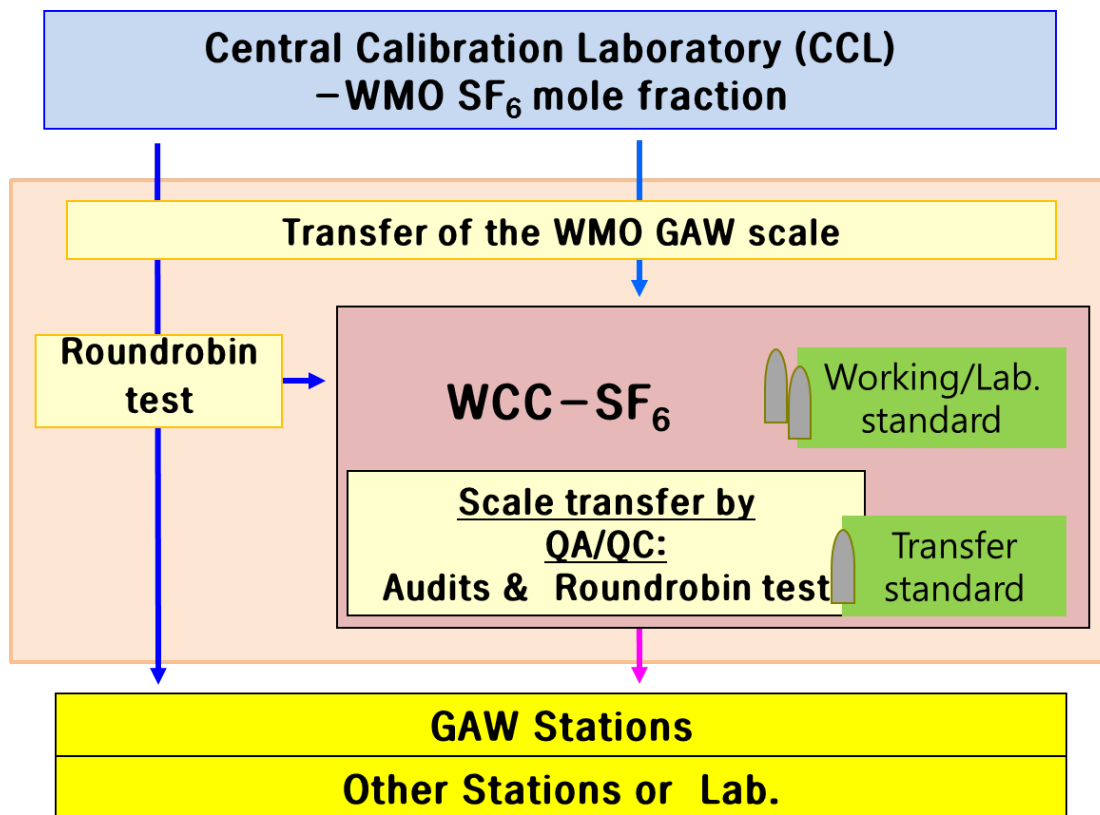 Central Calibration Laboratory (CCL)
–WMO SF₆ mole fraction
Transfer of the WMO GAW scale
Roundrobin
test
WCC–SF₆
Working/Lab.
standard
Scale transfer by
QA/QC:
Audits & Roundrobin test
Transfer
standard
GAW Stations
Other Stations or Lab.